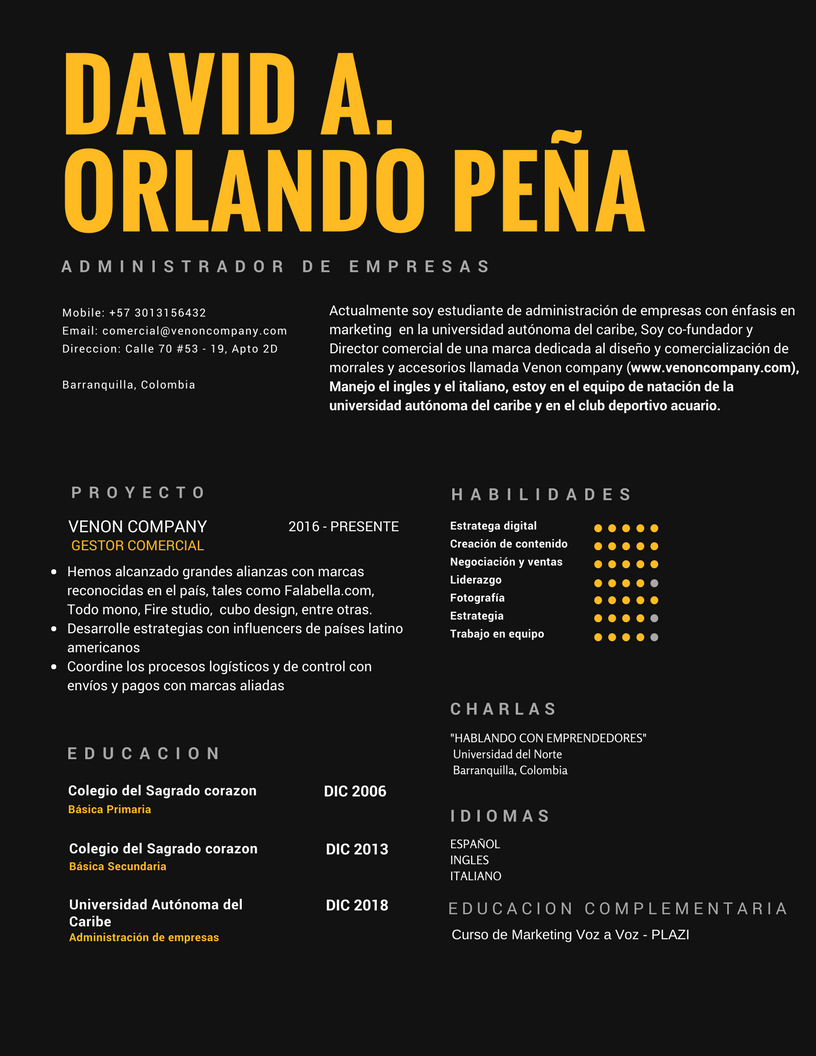 DAVID A.
ORLANDO PEÑA
ADMINISTRADOR DE EMPRESAS
Mobile: +57 3013156432
Email: comercial@venoncompany.com
Direccion: Calle 70 #53 - 19, Apto 2D
Barranquilla, Colombia
Actualmente soy estudiante de administración de empresas con énfasis en
marketing en la universidad autónoma del caribe, Soy co-fundador y
Director comercial de una marca dedicada al diseño y comercialización de
morrales y accesorios llamada Venon company (www.venoncompany.com),
Manejo el ingles y el italiano, estoy en el equipo de natación de la
universidad autónoma del caribe y en el club deportivo acuario.
PROYECTO
VENON COMPANY 2016 - PRESENTE
GESTOR COMERCIAL
• Hemos alcanzado grandes alianzas con marcas
reconocidas en el país, tales como Falabella.com,
Todo mono, Fire studio, cubo design, entre otras.
• Desarrolle estrategias con influencers de países latino
americanos
• Coordine los procesos logísticos y de control con
envíos y pagos con marcas aliadas
EDUCACION
Colegio del Sagrado corazon DIC 2006
Básica Primaria
Colegio del Sagrado corazon DIC 2013
Básica Secundaria
Universidad Autónoma del DIC 2018
Caribe
Administración de empresas
HABILIDADES
Estratega digital
Creación de contenido
Negociación y ventas
Liderazgo
Fotografía
Estrategia
Trabajo en equipo
CHARLAS
"HABLANDO CON EMPRENDEDORES"
Universidad del Norte
Barranquilla, Colombia
IDIOMAS
ESPAÑOL
INGLES
ITALIANO
EDUCACION COMPLEMENTARIA
Curso de Marketing Voz a Voz - PLAZI